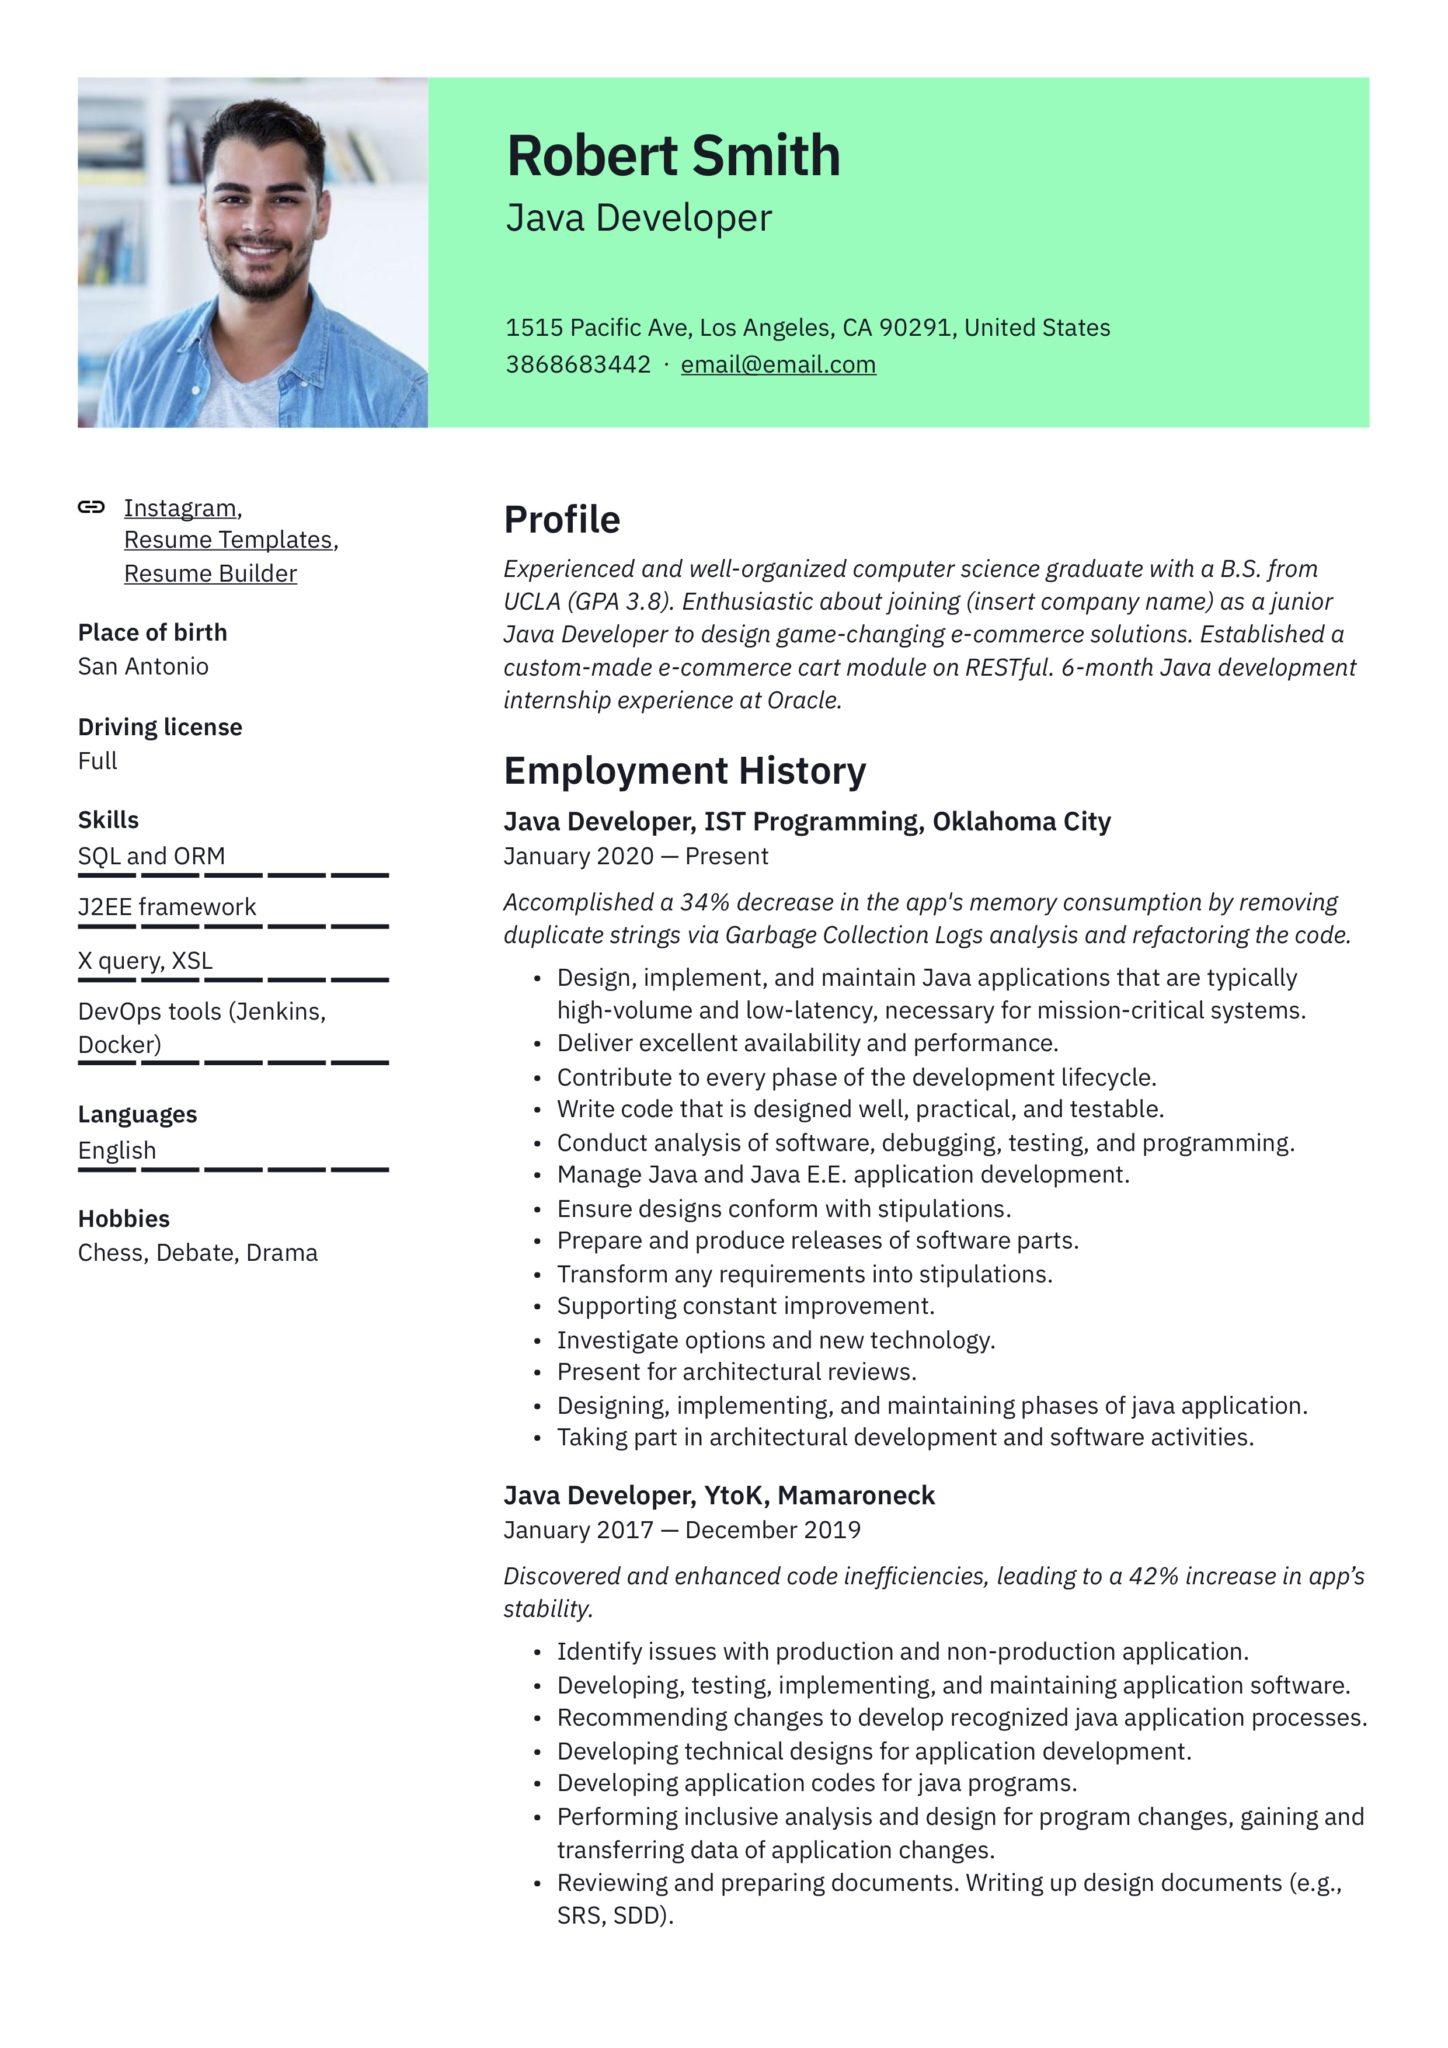 Robert Smith
Java Developer
1515 Pacific Ave, Los Angeles, CA 90291, United States
3868683442 · email@email.com
Instagram,
Resume Templates,
Resume Builder
Place of birth
San Antonio
Driving license
Full
Skills
SQL and ORM
J2EE framework
X query, XSL
DevOps tools (Jenkins,
Docker)
Languages
English
Hobbies
Chess, Debate, Drama
Profile
Experienced and well-organized computer science graduate with a B.S. from
UCLA (GPA 3.8). Enthusiastic about joining (insert company name) as a junior
Java Developer to design game-changing e-commerce solutions. Established a
custom-made e-commerce cart module on RESTful. 6-month Java development
internship experience at Oracle.
Employment History
Java Developer, IST Programming, Oklahoma City
January 2020 — Present
Accomplished a 34% decrease in the app's memory consumption by removing
duplicate strings via Garbage Collection Logs analysis and refactoring the code.
• Design, implement, and maintain Java applications that are typically
high-volume and low-latency, necessary for mission-critical systems.
• Deliver excellent availability and performance.
• Contribute to every phase of the development lifecycle.
• Write code that is designed well, practical, and testable.
• Conduct analysis of software, debugging, testing, and programming.
• Manage Java and Java E.E. application development.
• Ensure designs conform with stipulations.
• Prepare and produce releases of software parts.
• Transform any requirements into stipulations.
• Supporting constant improvement.
• Investigate options and new technology.
• Present for architectural reviews.
• Designing, implementing, and maintaining phases of java application.
• Taking part in architectural development and software activities.
Java Developer, YtoK, Mamaroneck
January 2017 — December 2019
Discovered and enhanced code inefficiencies, leading to a 42% increase in app’s
stability.
• Identify issues with production and non-production application.
• Developing, testing, implementing, and maintaining application software.
• Recommending changes to develop recognized java application processes.
• Developing technical designs for application development.
• Developing application codes for java programs.
• Performing inclusive analysis and design for program changes, gaining and
transferring data of application changes.
• Reviewing and preparing documents. Writing up design documents (e.g.,
SRS, SDD).